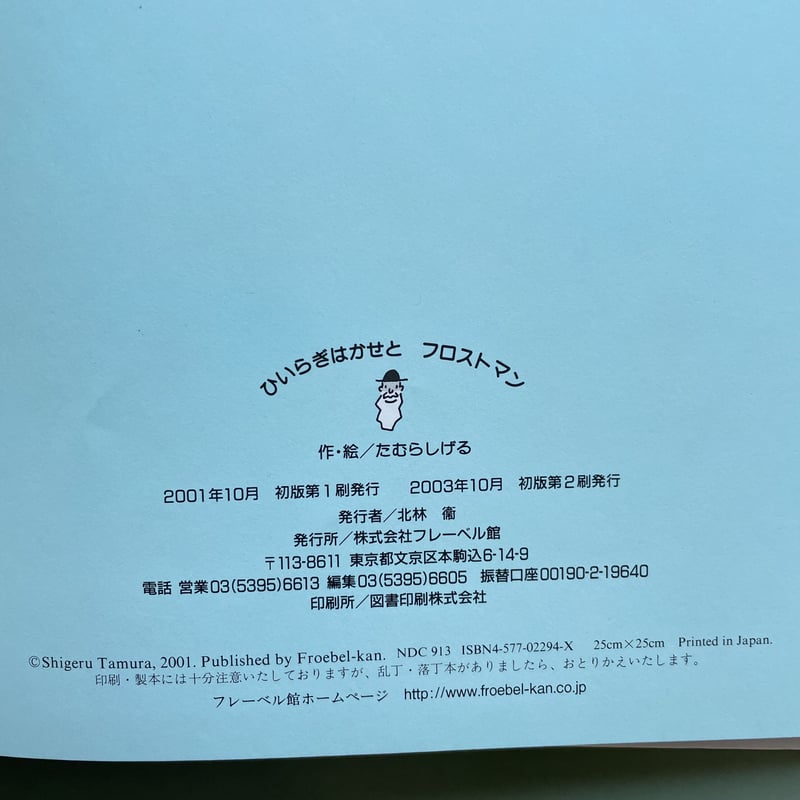 ひいらぎはかせと フロストマン
作・絵／たむらしげる
2001年10月 初版第1刷発行 2003年10月 初版第2刷発行
発行者／北林 衞
発行所／株式会社フレーベル館
〒113-8611 東京都文京区本駒込6-14-9
電話 営業03(5395)6613 編集03(5395)6605 振替口座00190-2-19640
印刷所／図書印刷株式会社
©Shigeru Tamura, 2001. Published by Froebel-kan. NDC 913 ISBN4-577-02294-X 25cm×25cm Printed in Japan.
印刷・製本には十分注意いたしておりますが、乱丁・落丁本がありましたら、おとりかえいたします。
フレーベル館ホームページ http://www.froebel-kan.co.jp